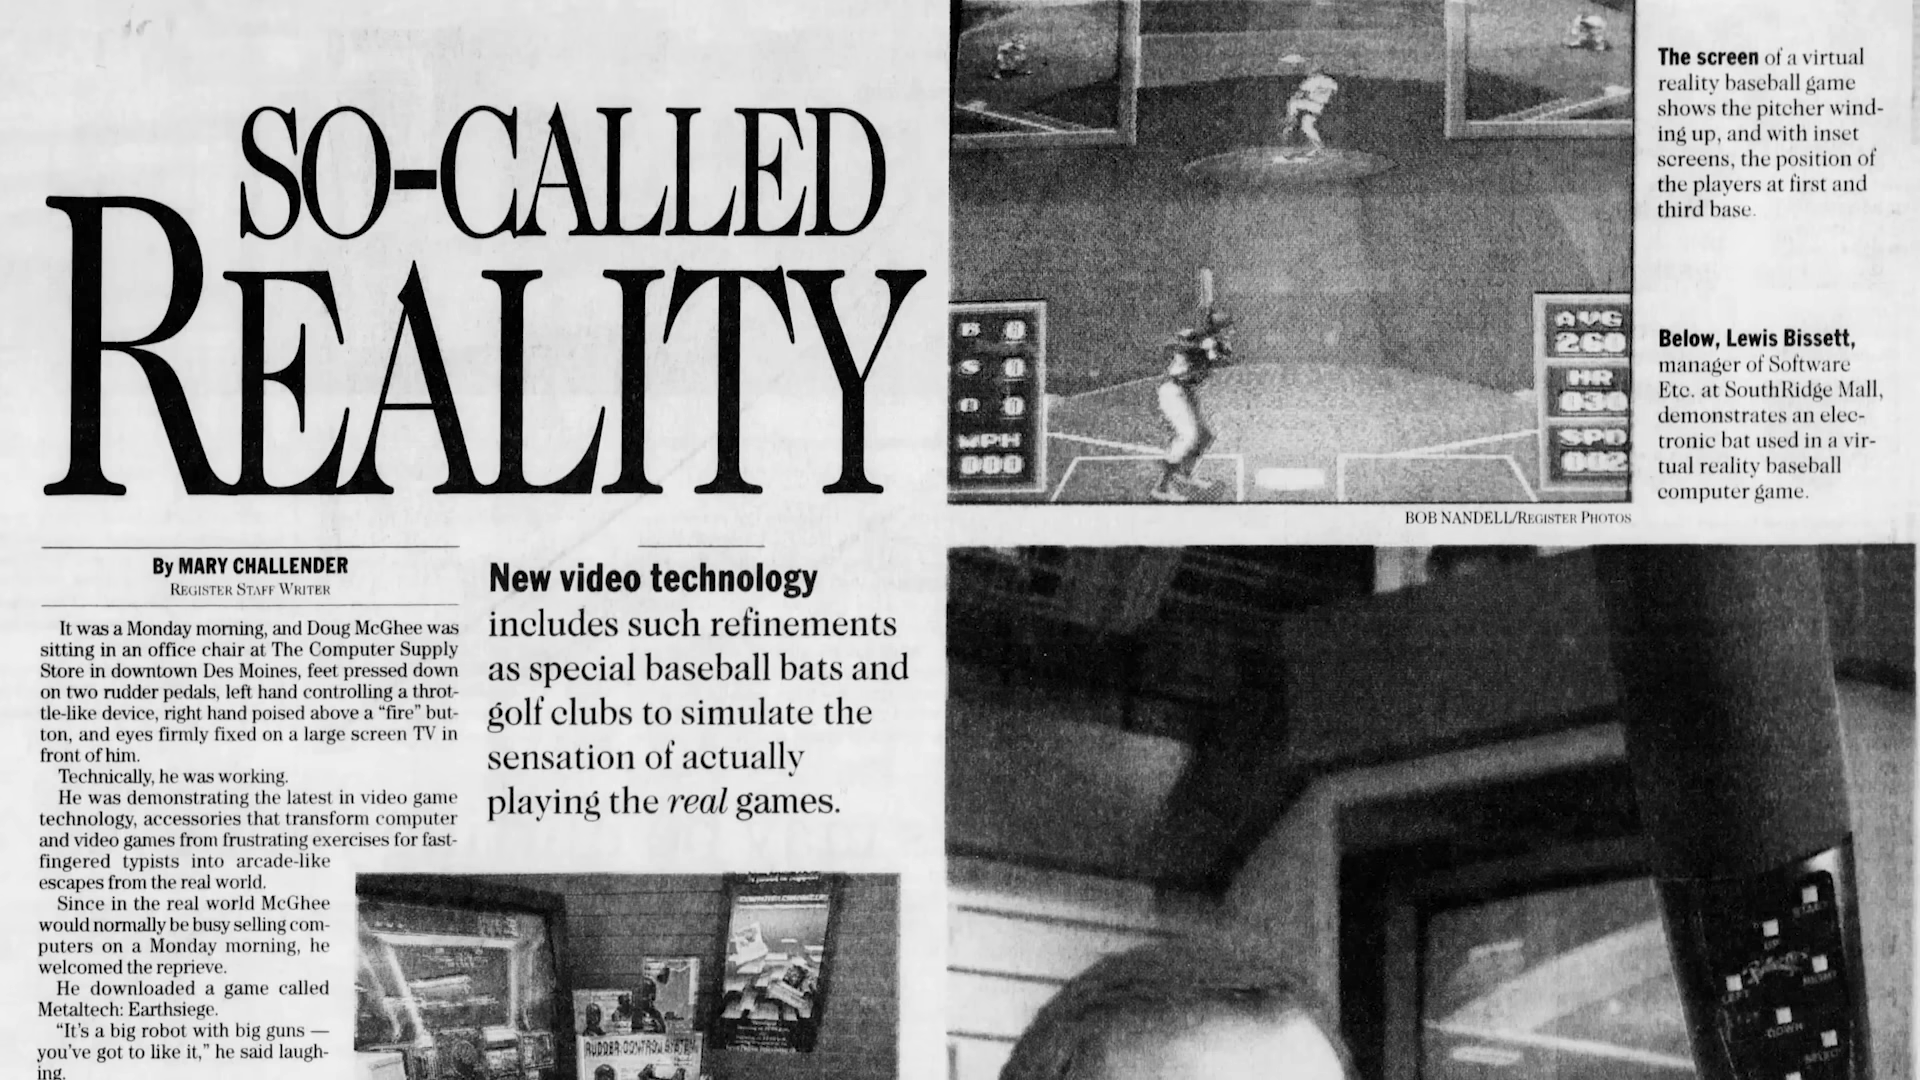 SO-CALLED
REALITY
By MARY CHALLENDER
REGISTER STAFF WRITER
It was a Monday morning, and Doug McGhee was
sitting in an office chair at The Computer Supply
Store in downtown Des Moines, feet pressed down
on two rudder pedals, left hand controlling a throt-
tle-like device, right hand poised above a “fire” but-
ton, and eyes firmly fixed on a large screen TV in
front of him.
Technically, he was working.
He was demonstrating the latest in video game
technology, accessories that transform computer
and video games from frustrating exercises for fast-
fingered typists into arcade-like
escapes from the real world.
Since in the real world McGhee
would normally be busy selling com-
puters on a Monday morning, he
welcomed the reprieve.
He downloaded a game called
Metaltech: Earthsiege.
“It’s a big robot with big guns —
you’ve got to like it,” he said laugh-
ing.
New video technology
includes such refinements
as special baseball bats and
golf clubs to simulate the
sensation of actually
playing the real games.
RUDDER CONTROL SYSTEM
B 0
S 0
0
MPH
000
AVG
260
HR
030
SPD
002
BOB NANDELL/REGISTER PHOTOS
The screen of a virtual
reality baseball game
shows the pitcher wind-
ing up, and with inset
screens, the position of
the players at first and
third base.
Below, Lewis Bissett,
manager of Software
Etc. at SouthRidge Mall,
demonstrates an elec-
tronic bat used in a vir-
tual reality baseball
computer game.
START
UP
LEFT
RIGHT
DOWN
SELECT